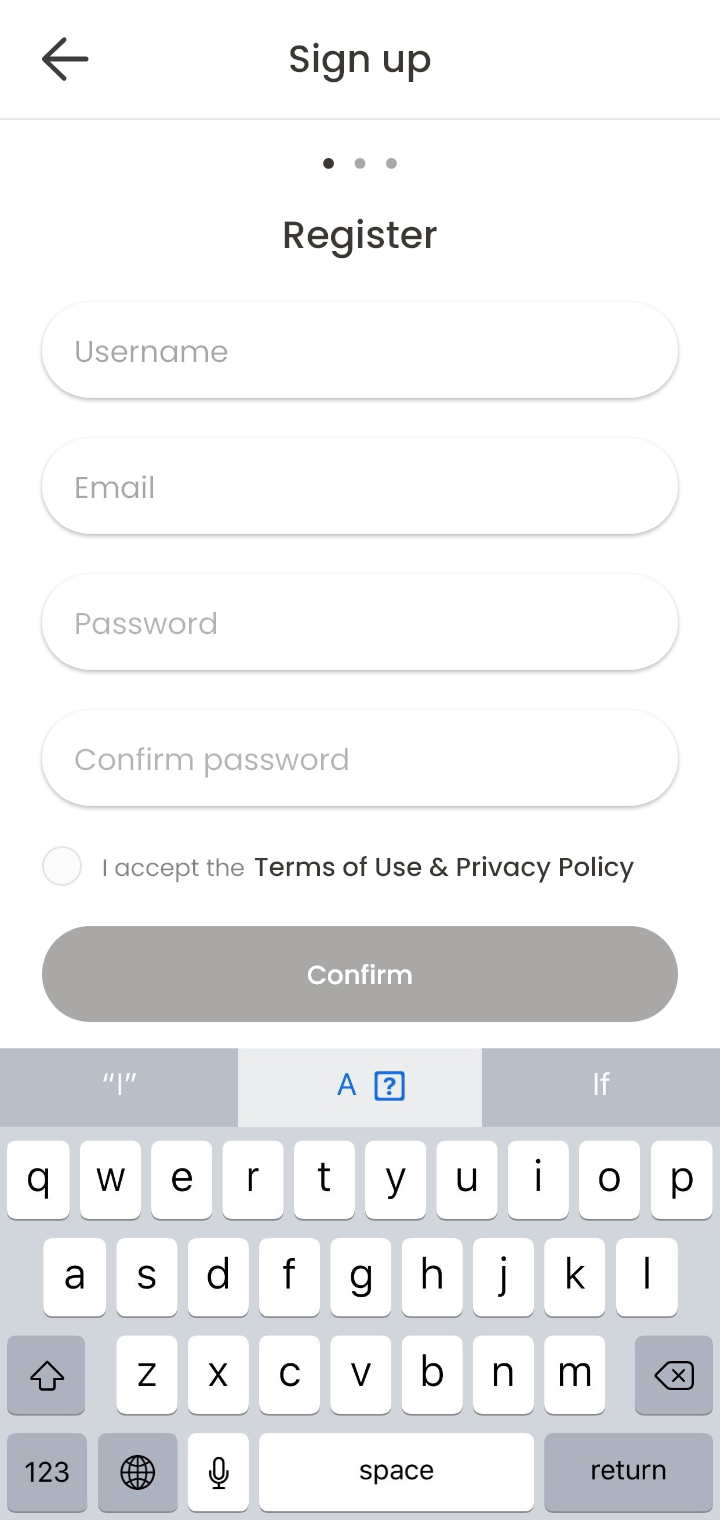 Sign up
Register
Username
Email
Password
Confirm password
I accept the Terms of Use & Privacy Policy
Confirm
“I” A ? If
q w e r t y u i o p
a s d f g h j k l
z x c v b n m
123 space return